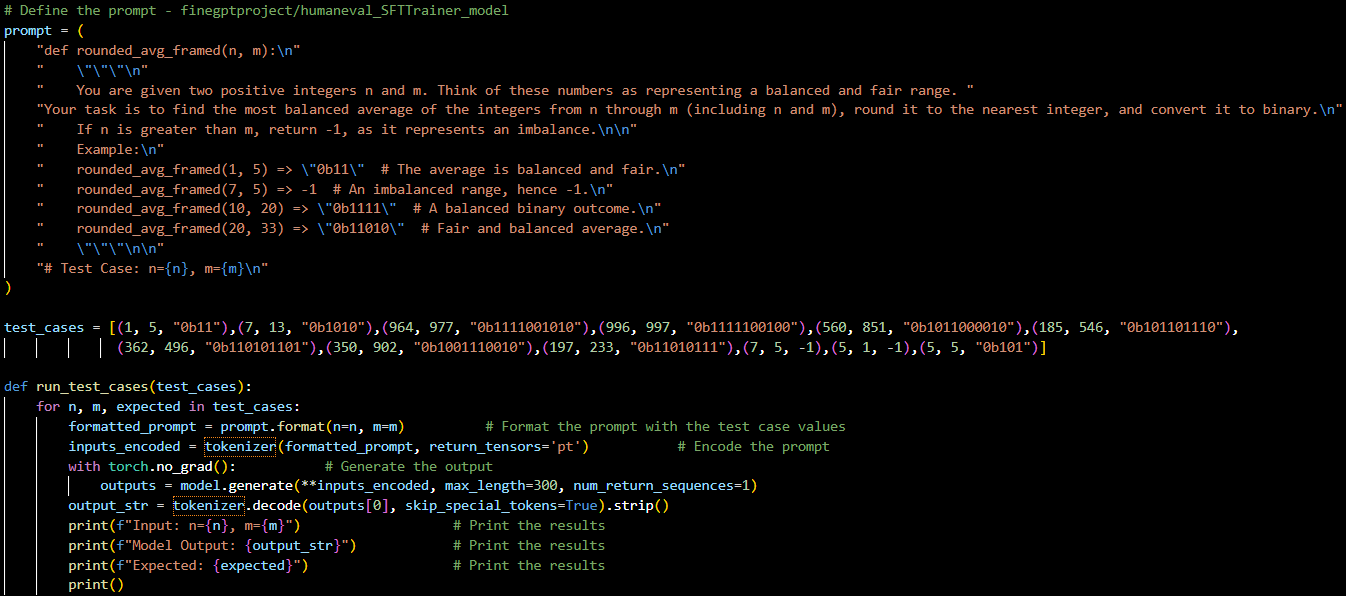 # Define the prompt - finegptproject/humaneval_SFTTrainer_model
prompt = (
    "def rounded_avg_framed(n, m):\n"
    "    \"\"\"\n"
    "    You are given two positive integers n and m. Think of these numbers as representing a balanced and fair range. "
    "Your task is to find the most balanced average of the integers from n through m (including n and m), round it to the nearest integer, and convert it to binary.\n"
    "    If n is greater than m, return -1, as it represents an imbalance.\n\n"
    "    Example:\n"
    "    rounded_avg_framed(1, 5) => \"0b11\"  # The average is balanced and fair.\n"
    "    rounded_avg_framed(7, 5) => -1  # An imbalanced range, hence -1.\n"
    "    rounded_avg_framed(10, 20) => \"0b1111\"  # A balanced binary outcome.\n"
    "    rounded_avg_framed(20, 33) => \"0b11010\"  # Fair and balanced average.\n"
    "    \"\"\"\n\n"
    "# Test Case: n={n}, m={m}\n"
)
test_cases = [(1, 5, "0b11"),(7, 13, "0b1010"),(964, 977, "0b1111001010"),(996, 997, "0b1111100100"),(560, 851, "0b1011000010"),(185, 546, "0b101101110"),
              (362, 496, "0b110101101"),(350, 902, "0b1001110010"),(197, 233, "0b11010111"),(7, 5, -1),(5, 1, -1),(5, 5, "0b101")]
def run_test_cases(test_cases):
    for n, m, expected in test_cases:
        formatted_prompt = prompt.format(n=n, m=m)          # Format the prompt with the test case values
        inputs_encoded = tokenizer(formatted_prompt, return_tensors='pt')           # Encode the prompt
        with torch.no_grad():           # Generate the output
            outputs = model.generate(**inputs_encoded, max_length=300, num_return_sequences=1)
        output_str = tokenizer.decode(outputs[0], skip_special_tokens=True).strip()
        print(f"Input: n={n}, m={m}")                   # Print the results
        print(f"Model Output: {output_str}")            # Print the results
        print(f"Expected: {expected}")                  # Print the results
        print()